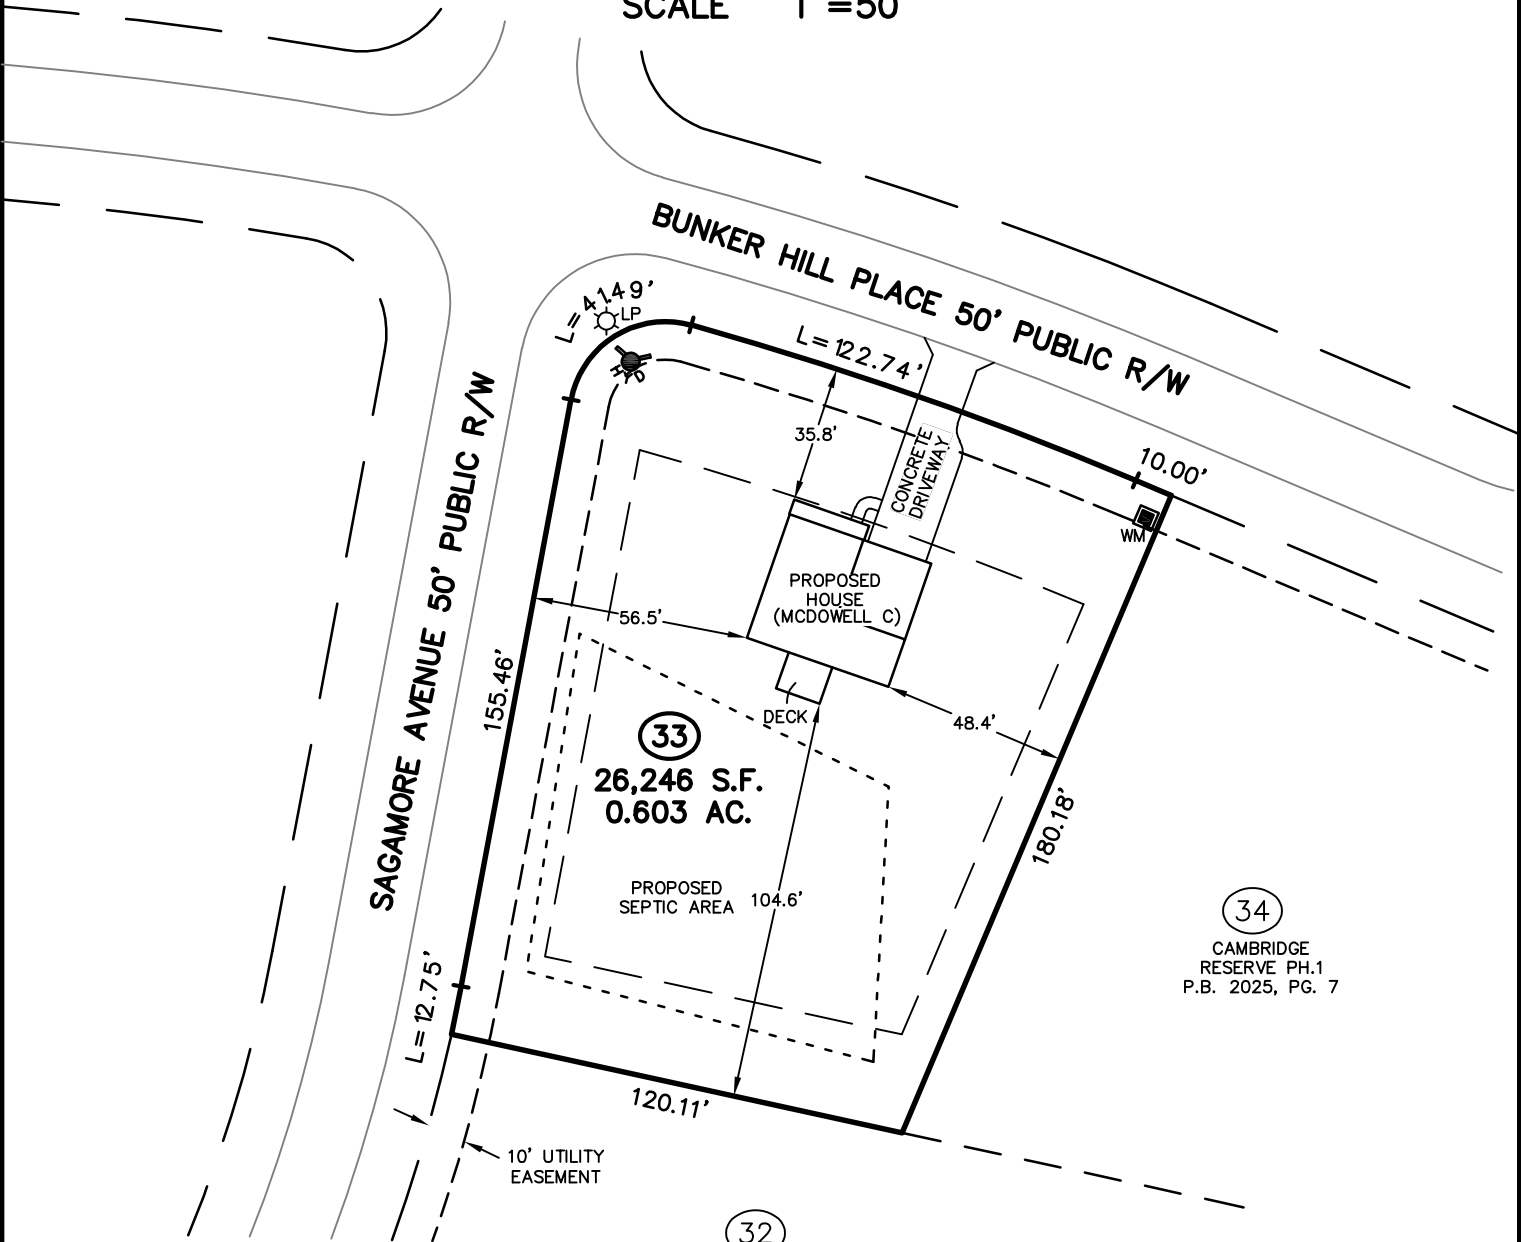 SCALE 1"=50'
BUNKER HILL PLACE 50' PUBLIC R/W
L=41.49'
LP
HYD
L=122.74'
10.00'
WM
35.8'
CONCRETE
DRIVEWAY
SAGAMORE AVENUE 50' PUBLIC R/W
PROPOSED
HOUSE
(MCDOWELL C)
56.5'
155.46'
DECK
48.4'
33
26,246 S.F.
0.603 AC.
180.18'
PROPOSED
SEPTIC AREA
104.6'
34
CAMBRIDGE
RESERVE PH.1
P.B. 2025, PG. 7
L=12.75'
120.11'
10' UTILITY
EASEMENT
32